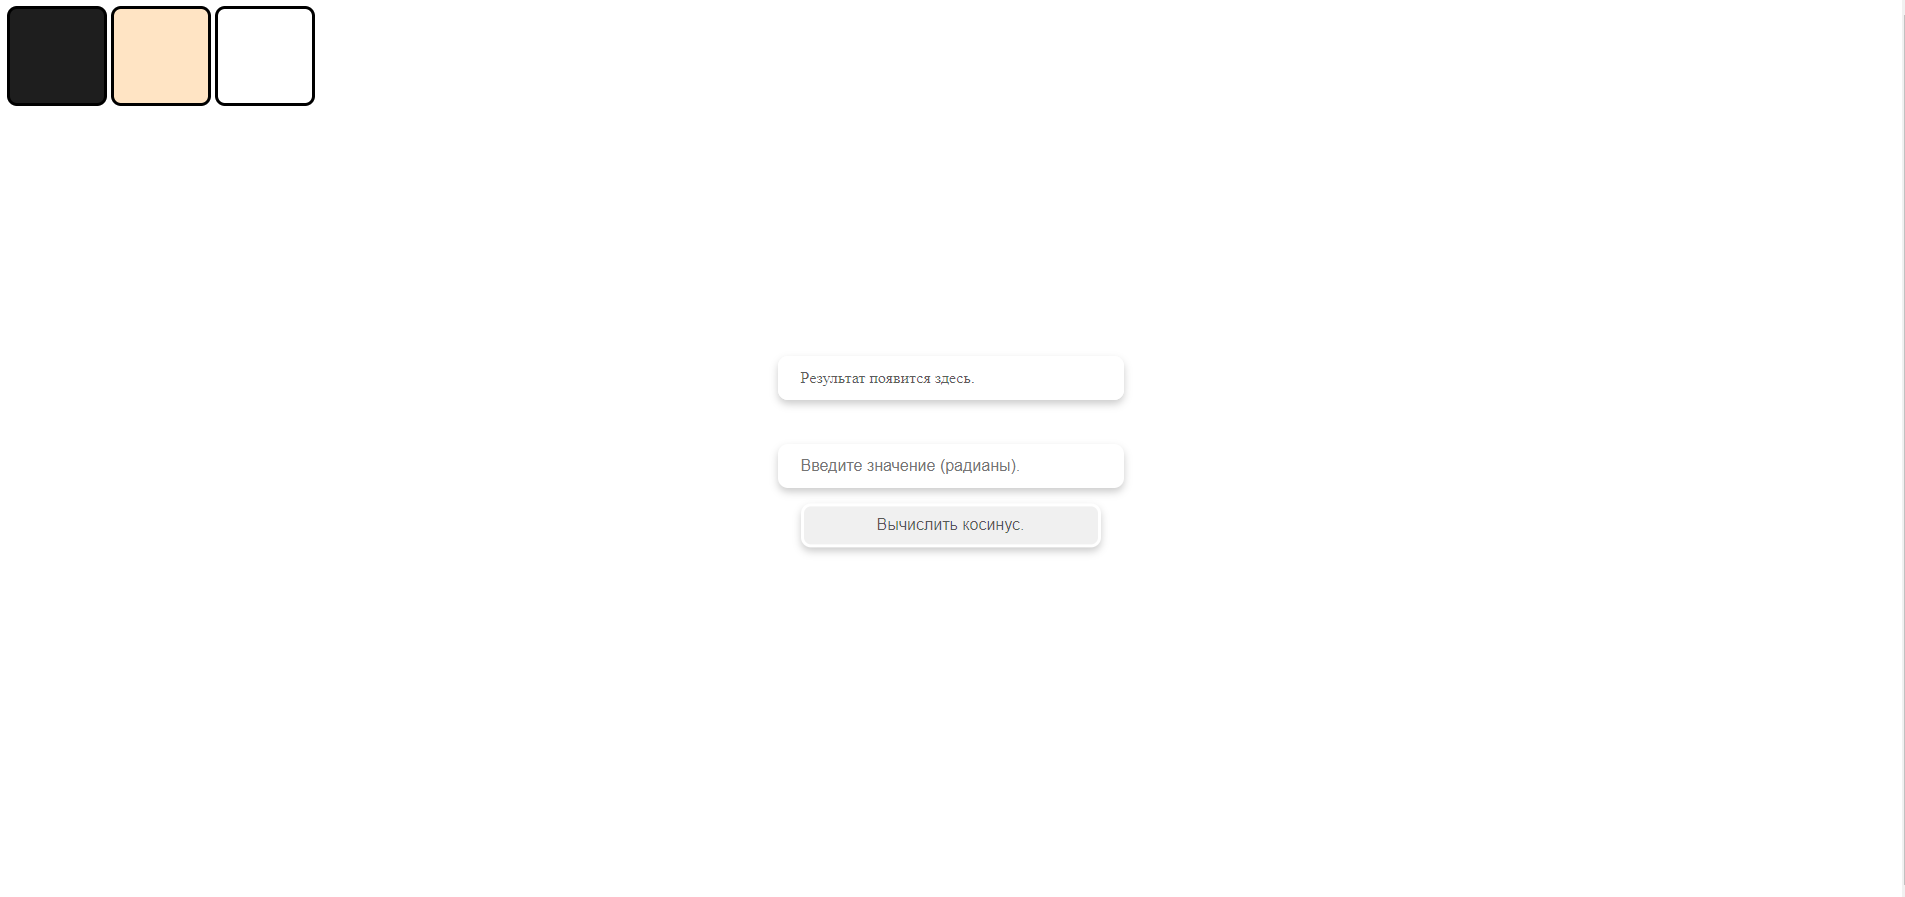 Результат появится здесь.
Введите значение (радианы).
Вычислить косинус.